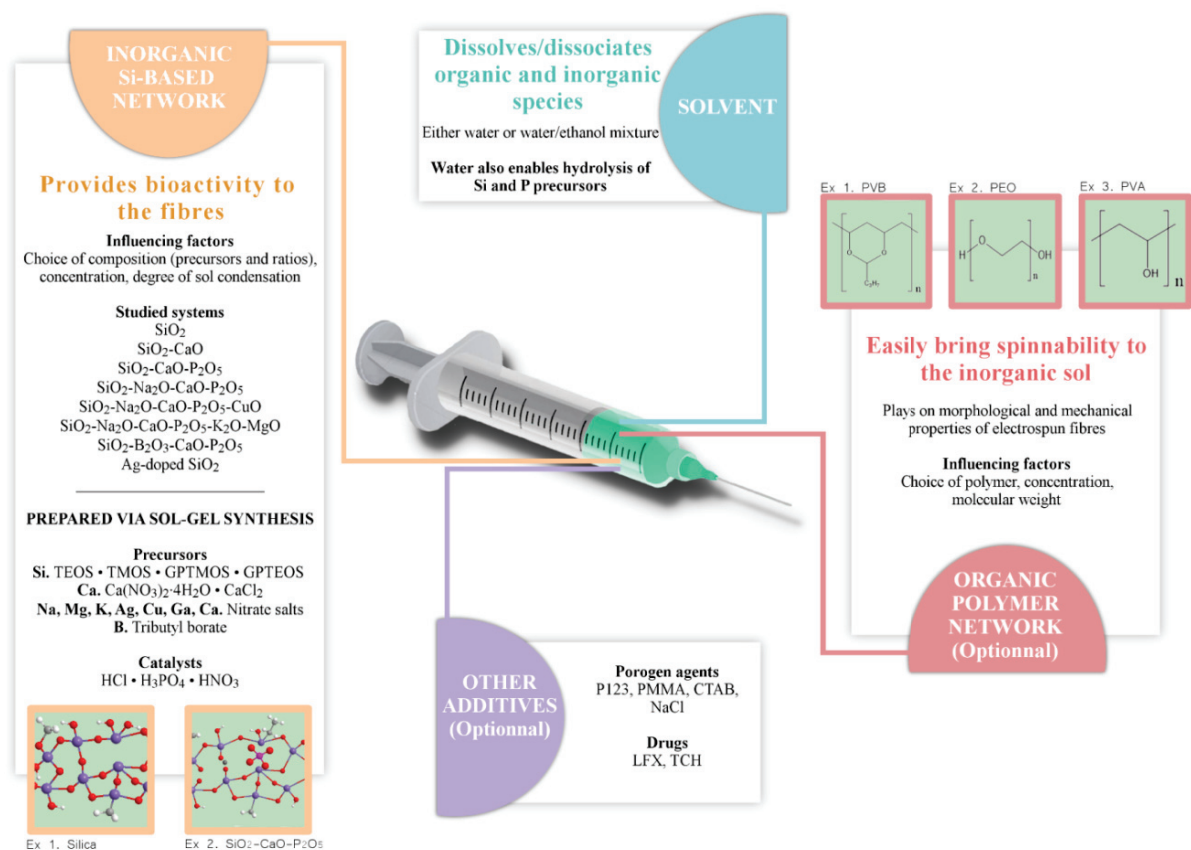 INORGANIC
Si-BASED
NETWORK
Provides bioactivity to
the fibres
Influencing factors
Choice of composition (precursors and ratios),
concentration, degree of sol condensation
Studied systems
SiO₂
SiO₂-CaO
SiO₂-CaO-P₂O₅
SiO₂-Na₂O-CaO-P₂O₅
SiO₂-Na₂O-CaO-P₂O₅-CuO
SiO₂-Na₂O-CaO-P₂O₅-K₂O-MgO
SiO₂-B₂O₃-CaO-P₂O₅
Ag-doped SiO₂
PREPARED VIA SOL-GEL SYNTHESIS
Precursors
Si. TEOS • TMOS • GPTMOS • GPTEOS
Ca. Ca(NO₃)₂·4H₂O • CaCl₂
Na, Mg, K, Ag, Cu, Ga, Ca. Nitrate salts
B. Tributyl borate
Catalysts
HCl • H₃PO₄ • HNO₃
Ex 1. Silica
Ex 2. SiO₂-CaO-P₂O₅
Dissolves/dissociates
organic and inorganic
species
Either water or water/ethanol mixture
Water also enables hydrolysis of
Si and P precursors
SOLVENT
Ex 1. PVB
O O
C₃H₇
n
Ex 2. PEO
H O OH
n
Ex 3. PVA
OH
n
Easily bring spinnability to
the inorganic sol
Plays on morphological and mechanical
properties of electrospun fibres
Influencing factors
Choice of polymer, concentration,
molecular weight
ORGANIC
POLYMER
NETWORK
(Optionnal)
OTHER
ADDITIVES
(Optionnal)
Porogen agents
P123, PMMA, CTAB,
NaCl
Drugs
LFX, TCH